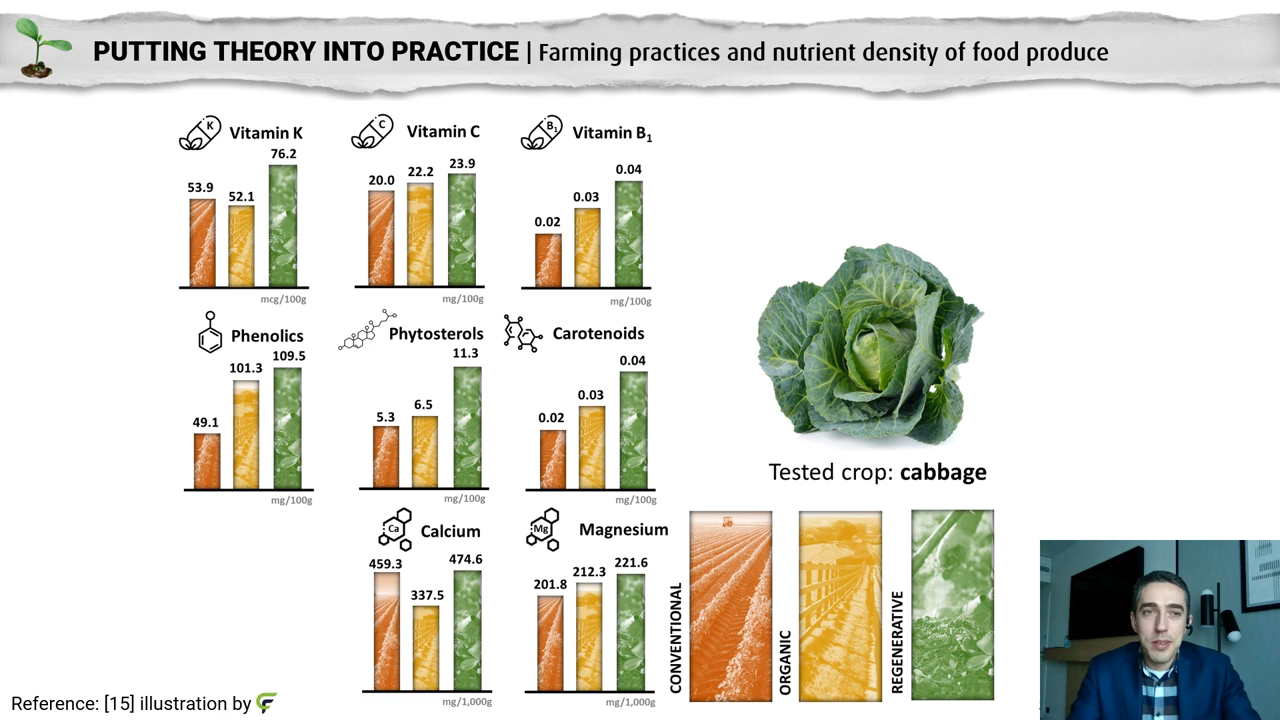 PUTTING THEORY INTO PRACTICE | Farming practices and nutrient density of food produce
K
Vitamin K
53.9
52.1
76.2
mcg/100g
C
Vitamin C
20.0
22.2
23.9
mg/100g
B1
Vitamin B1
0.02
0.03
0.04
mg/100g
Phenolics
49.1
101.3
109.5
mg/100g
Phytosterols
5.3
6.5
11.3
mg/100g
Carotenoids
0.02
0.03
0.04
mg/100g
Ca
Calcium
459.3
337.5
474.6
mg/1,000g
Mg
Magnesium
201.8
212.3
221.6
mg/1,000g
Tested crop: cabbage
CONVENTIONAL
ORGANIC
REGENERATIVE
Reference: [15] illustration by